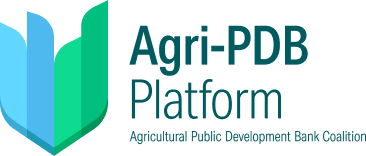 Agri-PDB
Platform
Agricultural Public Development Bank Coalition